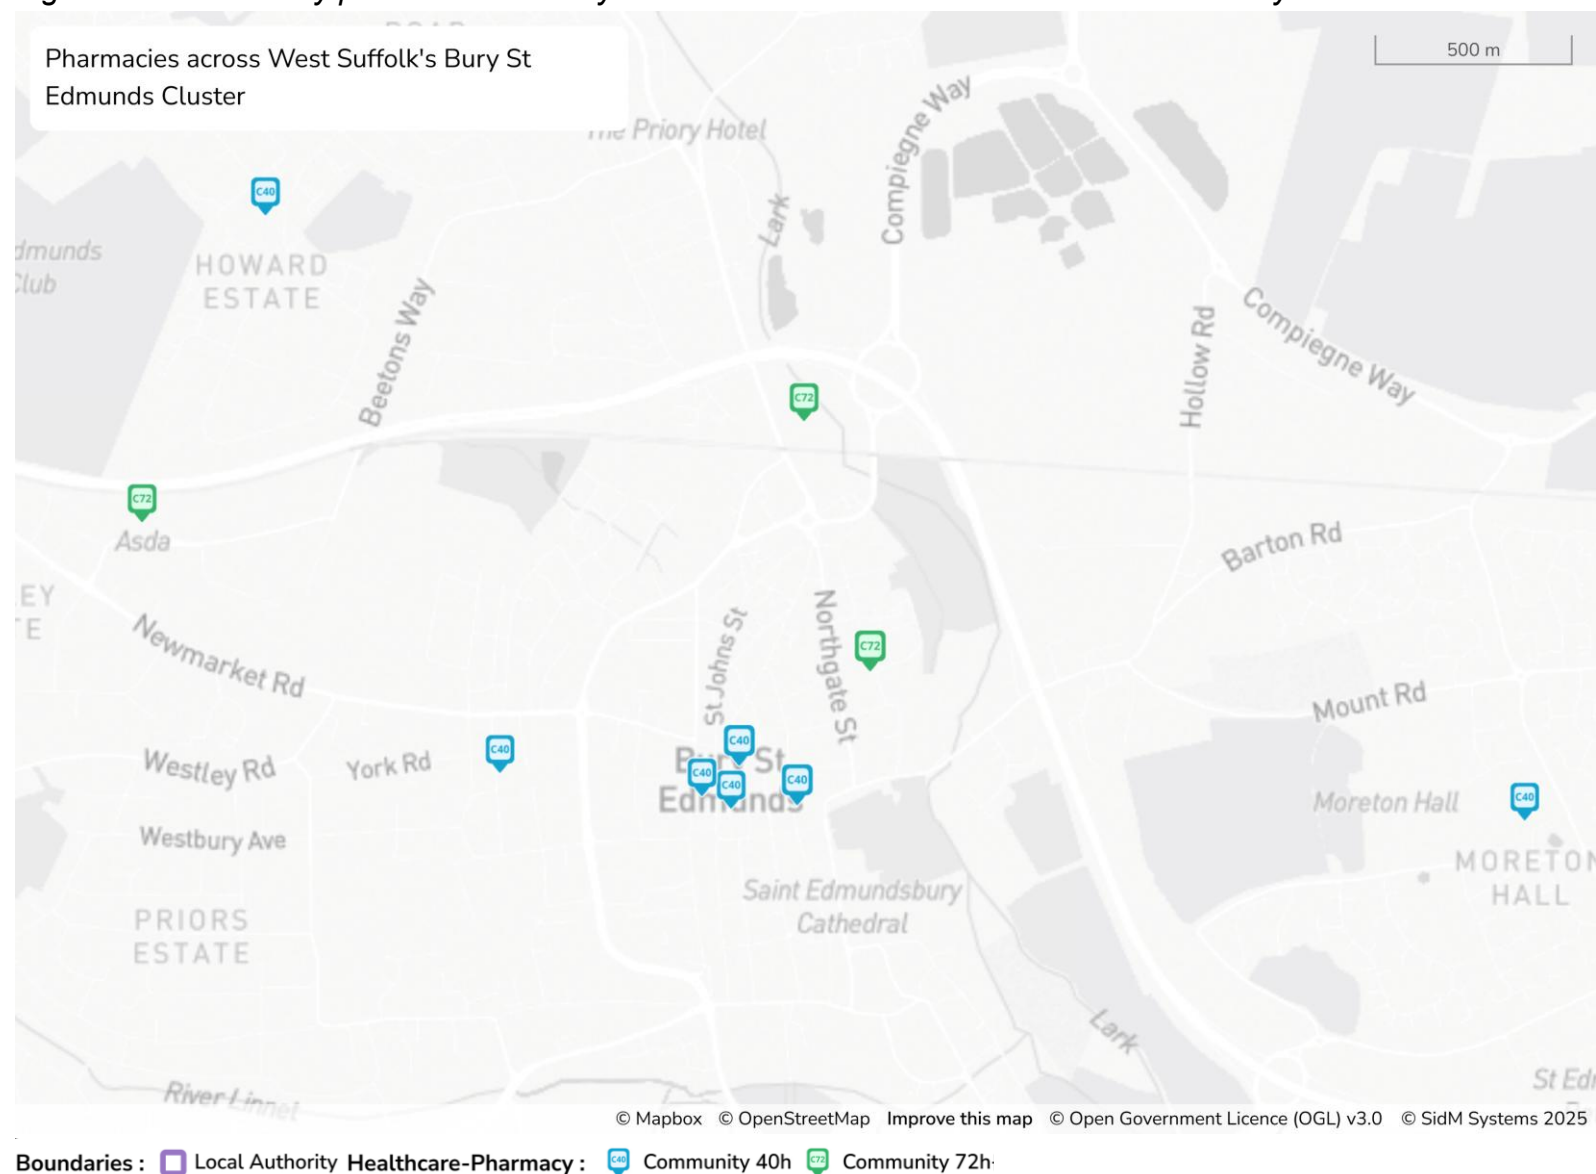 Pharmacies across West Suffolk's Bury St
Edmunds Cluster
500 m
Priory Hotel
Compiegne Way
Lark
C40
HOWARD
ESTATE
Beetons Way
Hollow Rd
Compiegne Way
C72
C72
Asda
Barton Rd
Newmarket Rd
St Johns St
Northgate St
C72
Mount Rd
Westley Rd
York Rd
C40
C40
C40
C40
C40
Bury St
Edmunds
Moreton Hall
C40
Westbury Ave
MORETON
HALL
Saint Edmundsbury
Cathedral
PRIORS
ESTATE
Lark
River Linnet
© Mapbox © OpenStreetMap Improve this map © Open Government Licence (OGL) v3.0 © SidM Systems 2025
Boundaries : Local Authority Healthcare-Pharmacy : C40 Community 40h C72 Community 72h